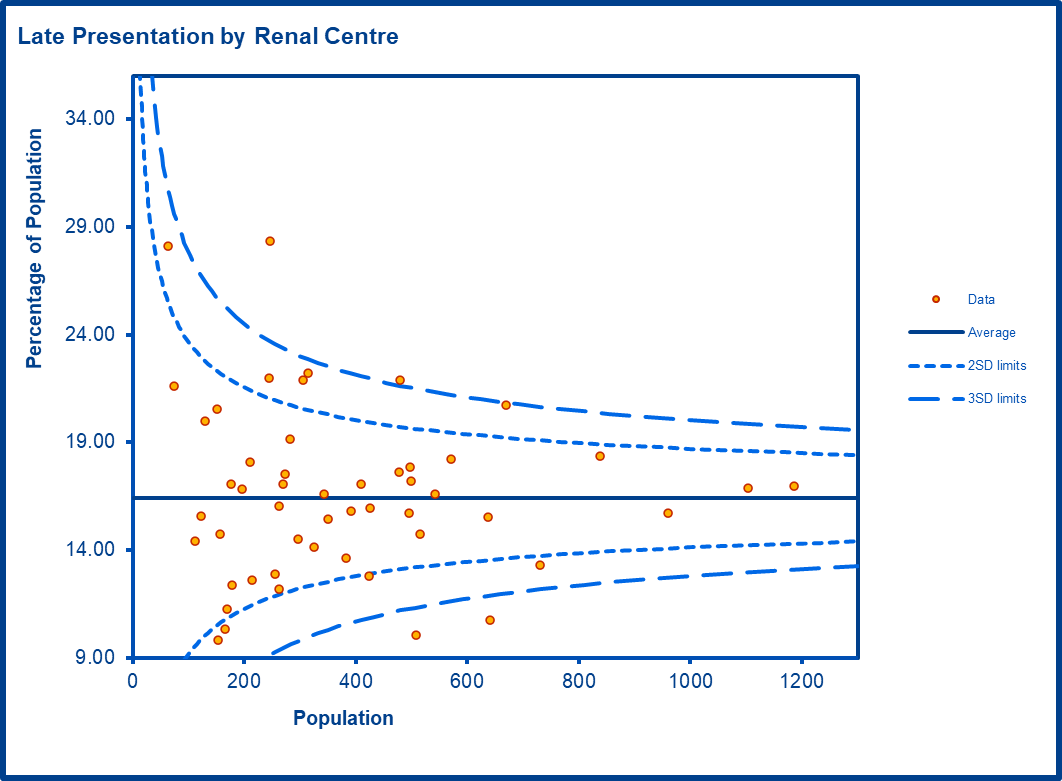 Late Presentation by Renal Centre
Percentage of Population
34.00
29.00
24.00
19.00
14.00
9.00
0 200 400 600 800 1000 1200
Population
Data
Average
2SD limits
3SD limits